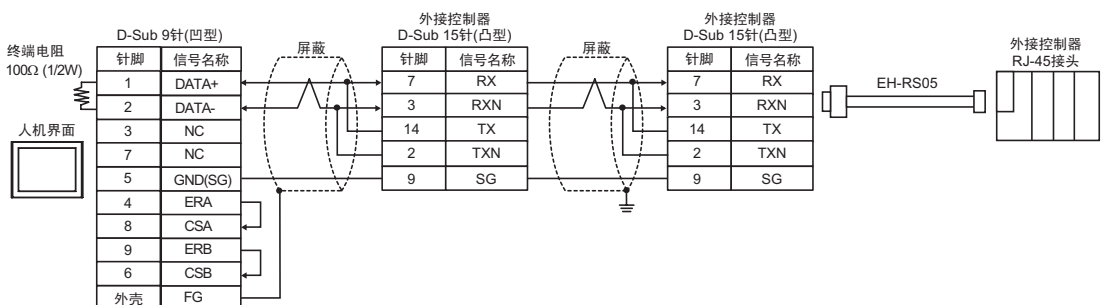 终端电阻
100Ω (1/2W)
人机界面
D-Sub 9针(凹型)
针脚 信号名称
1 DATA+
2 DATA-
3 NC
7 NC
5 GND(SG)
4 ERA
8 CSA
9 ERB
6 CSB
外壳 FG
屏蔽
外接控制器
D-Sub 15针(凸型)
针脚 信号名称
7 RX
3 RXN
14 TX
2 TXN
9 SG
屏蔽
外接控制器
D-Sub 15针(凸型)
针脚 信号名称
7 RX
3 RXN
14 TX
2 TXN
9 SG
EH-RS05
外接控制器
RJ-45接头